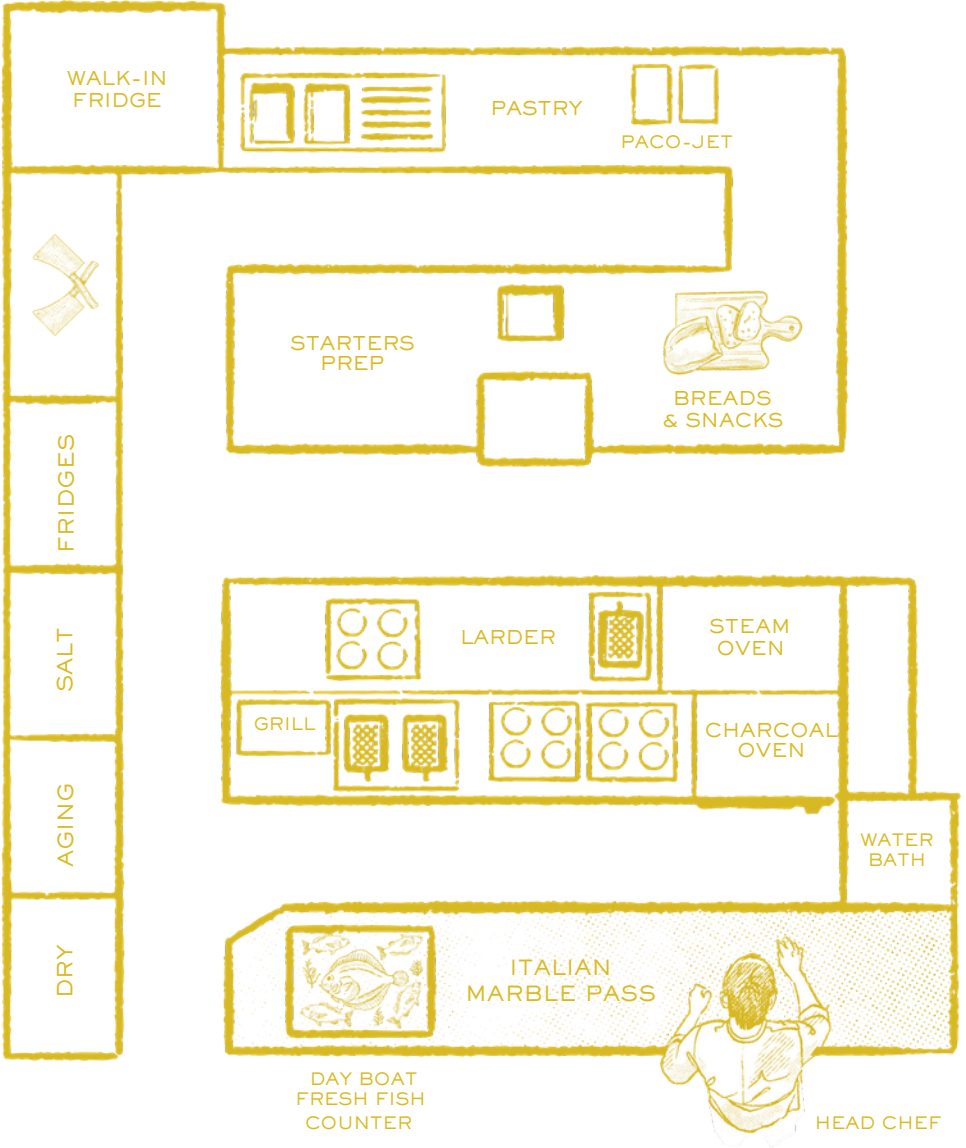 WALK-IN
FRIDGE
PASTRY
PACO-JET
STARTERS
PREP
BREADS
& SNACKS
FRIDGES
SALT
AGING
DRY
LARDER
STEAM
OVEN
GRILL
CHARCOAL
OVEN
WATER
BATH
ITALIAN
MARBLE PASS
DAY BOAT
FRESH FISH
COUNTER
HEAD CHEF